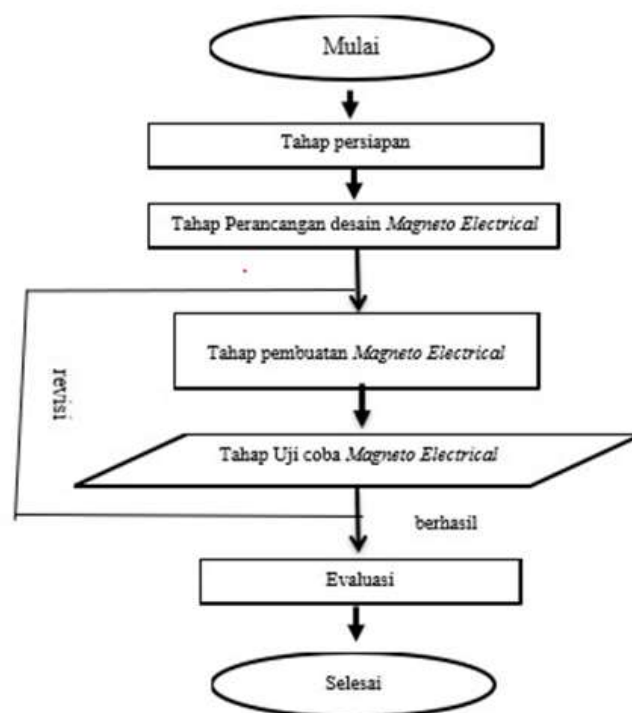 Mulai
Tahap persiapan
Tahap Perancangan desain Magneto Electrical
Tahap pembuatan Magneto Electrical
revisi
Tahap Uji coba Magneto Electrical
berhasil
Evaluasi
Selesai